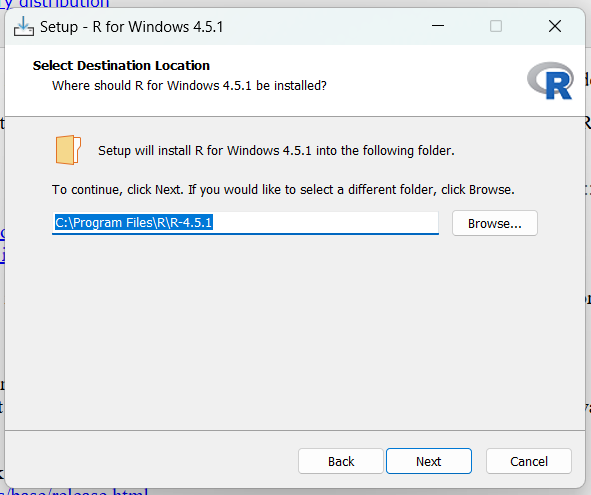 ry distribution
Setup - R for Windows 4.5.1
Select Destination Location
Where should R for Windows 4.5.1 be installed?
R
Setup will install R for Windows 4.5.1 into the following folder.
To continue, click Next. If you would like to select a different folder, click Browse.
C:\Program Files\R\R-4.5.1
Browse...
Back
Next
Cancel
s/base/release.html